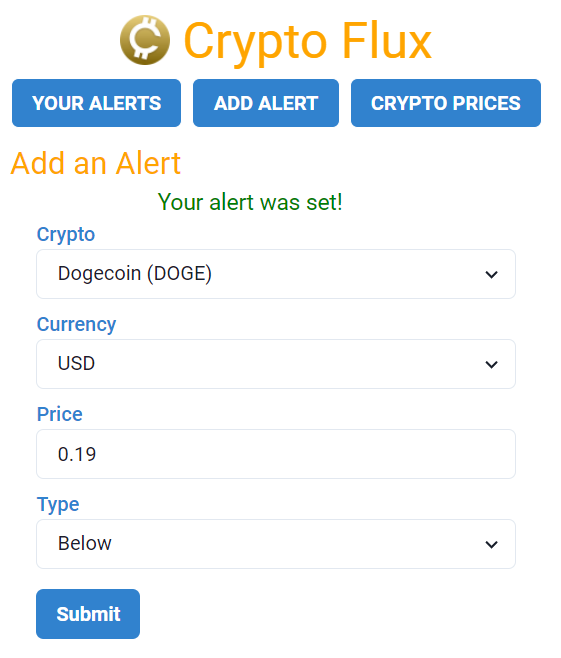 Crypto Flux
YOUR ALERTS ADD ALERT CRYPTO PRICES
Add an Alert
Your alert was set!
Crypto
Dogecoin (DOGE)
Currency
USD
Price
0.19
Type
Below
Submit